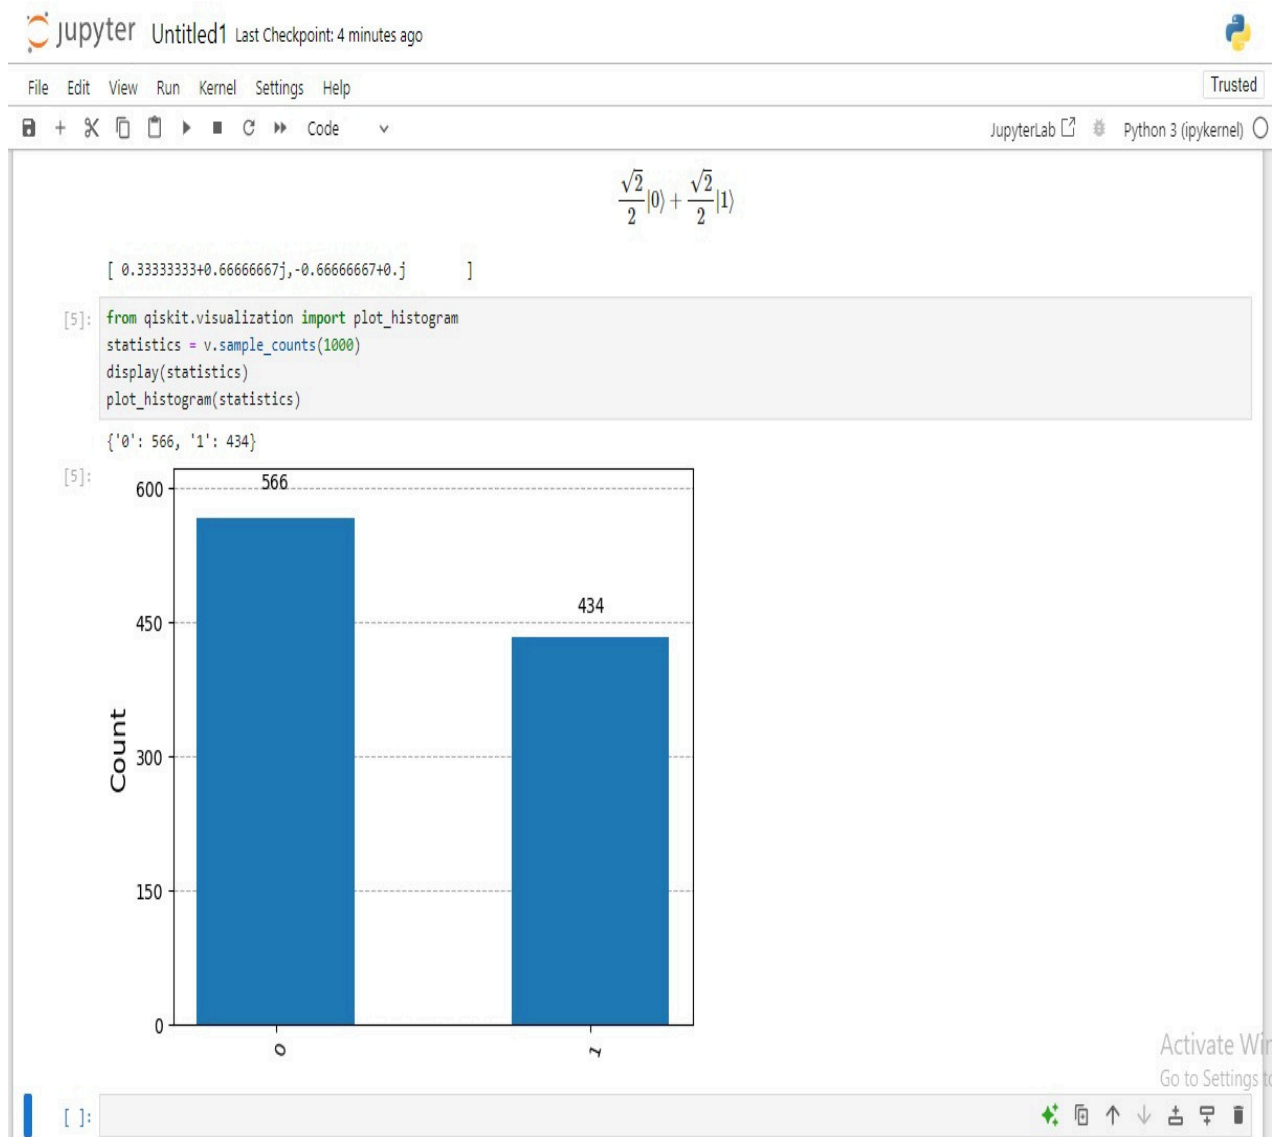 jupyter Untitled1 Last Checkpoint: 4 minutes ago
File Edit View Run Kernel Settings Help Trusted
Code JupyterLab Python 3 (ipykernel)
√2/2|0⟩+√2/2|1⟩
[ 0.33333333+0.66666667j,-0.66666667+0.j ]
[5]: from qiskit.visualization import plot_histogram
statistics = v.sample_counts(1000)
display(statistics)
plot_histogram(statistics)
{'0': 566, '1': 434}
[5]:
600
566
434
450
Count
300
150
0
0 1
Activate Win
Go to Settings to
[ ]: